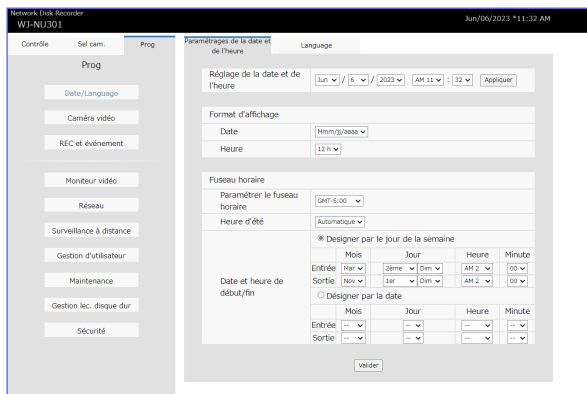 Network Disk Recorder
WJ-NU301
Jun/06/2023 *11:32 AM
Contrôle Sel cam. Prog
Prog
Date/Language
Caméra vidéo
REC et événement
Moniteur vidéo
Réseau
Surveillance à distance
Gestion d'utilisateur
Maintenance
Gestion lec. disque dur
Sécurité
Paramétrages de la date et de l'heure
Language
Réglage de la date et de l'heure
Jun / 6 / 2023 AM 11 : 32 Appliquer
Format d'affichage
Date Mmm/jj/aaaa
Heure 12 h
Fuseau horaire
Paramétrer le fuseau horaire GMT-5:00
Heure d'été Automatique
Date et heure de début/fin
Designer par le jour de la semaine
Mois Jour Heure Minute
Entrée Mar 2ème Dim AM 2 00
Sortie Nov 1er Dim AM 2 00
Désigner par la date
Mois Jour Heure Minute
Entrée -- -- -- --
Sortie -- -- -- --
Valider